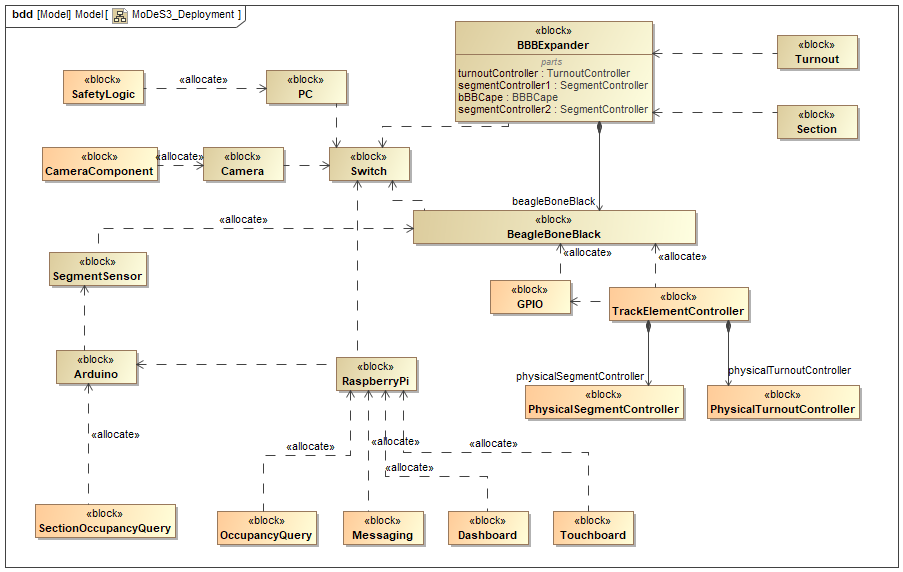 bdd [Model] Model [ MoDeS3_Deployment ]
«block»
BBBExpander
parts
turnoutController : TurnoutController
segmentController1 : SegmentController
bBBCape : BBBCape
segmentController2 : SegmentController
«block»
Turnout
«block»
Section
«block»
SafetyLogic
«allocate»
«block»
PC
«block»
CameraComponent
«allocate»
«block»
Camera
«block»
Switch
beagleBoneBlack
«block»
BeagleBoneBlack
«allocate»
«block»
SegmentSensor
«allocate»
«allocate»
«block»
GPIO
«block»
TrackElementController
physicalSegmentController
physicalTurnoutController
«block»
PhysicalSegmentController
«block»
PhysicalTurnoutController
«block»
Arduino
«block»
RaspberryPi
«allocate»
«allocate»
«allocate»
«allocate»
«allocate»
«block»
SectionOccupancyQuery
«block»
OccupancyQuery
«block»
Messaging
«block»
Dashboard
«block»
Touchboard